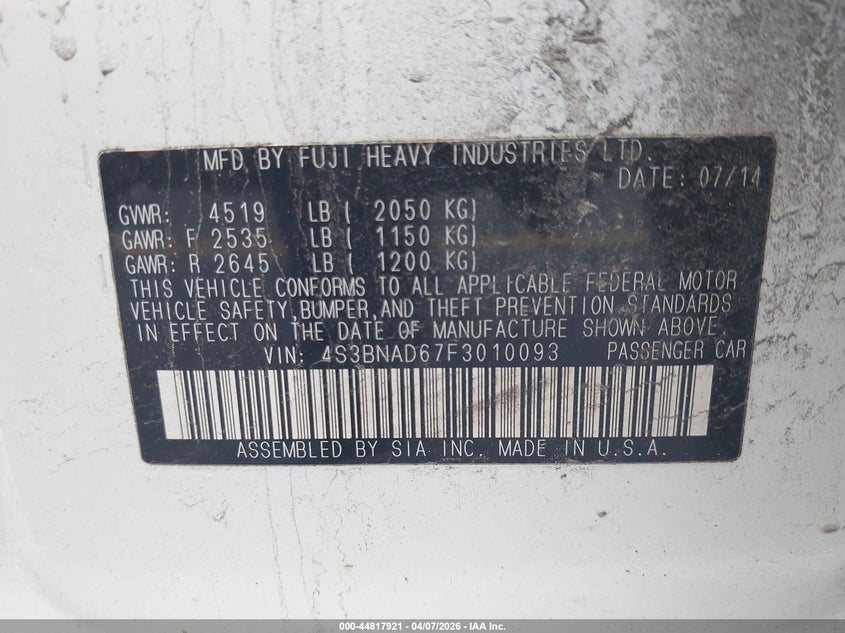 MFD. BY FUJI HEAVY INDUSTRIES LTD.
DATE: 07/14
GVWR: 4519 LB ( 2050 KG)
GAWR: F 2535 LB ( 1150 KG)
GAWR: R 2645 LB ( 1200 KG)
THIS VEHICLE CONFORMS TO ALL APPLICABLE FEDERAL MOTOR
VEHICLE SAFETY, BUMPER, AND THEFT PREVENTION STANDARDS
IN EFFECT ON THE DATE OF MANUFACTURE SHOWN ABOVE.
VIN: 4S3BNAD67F3010093 PASSENGER CAR
ASSEMBLED BY SIA INC. MADE IN U.S.A.
000-44817921 - 04/07/2026 - IAA Inc.